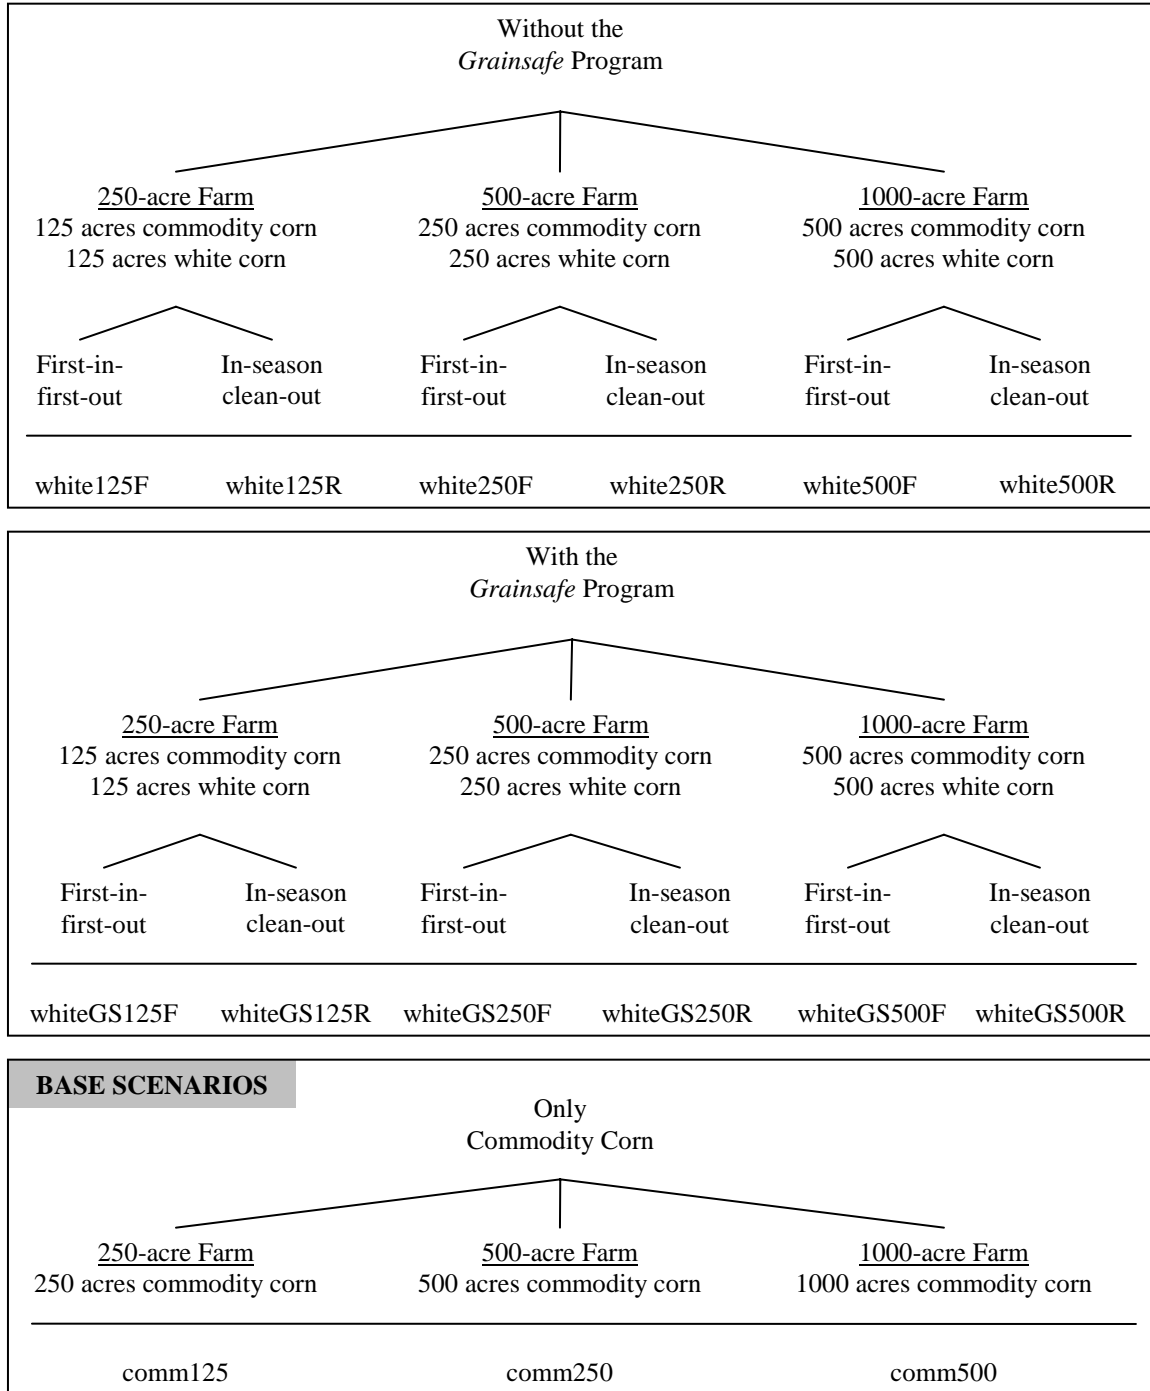 Without the
Grainsafe Program
250-acre Farm 500-acre Farm 1000-acre Farm
125 acres commodity corn 250 acres commodity corn 500 acres commodity corn
125 acres white corn 250 acres white corn 500 acres white corn
First-in- In-season First-in- In-season First-in- In-season
first-out clean-out first-out clean-out first-out clean-out
white125F white125R white250F white250R white500F white500R
With the
Grainsafe Program
250-acre Farm 500-acre Farm 1000-acre Farm
125 acres commodity corn 250 acres commodity corn 500 acres commodity corn
125 acres white corn 250 acres white corn 500 acres white corn
First-in- In-season First-in- In-season First-in- In-season
first-out clean-out first-out clean-out first-out clean-out
whiteGS125F whiteGS125R whiteGS250F whiteGS250R whiteGS500F whiteGS500R
BASE SCENARIOS
Only
Commodity Corn
250-acre Farm 500-acre Farm 1000-acre Farm
250 acres commodity corn 500 acres commodity corn 1000 acres commodity corn
comm125 comm250 comm500